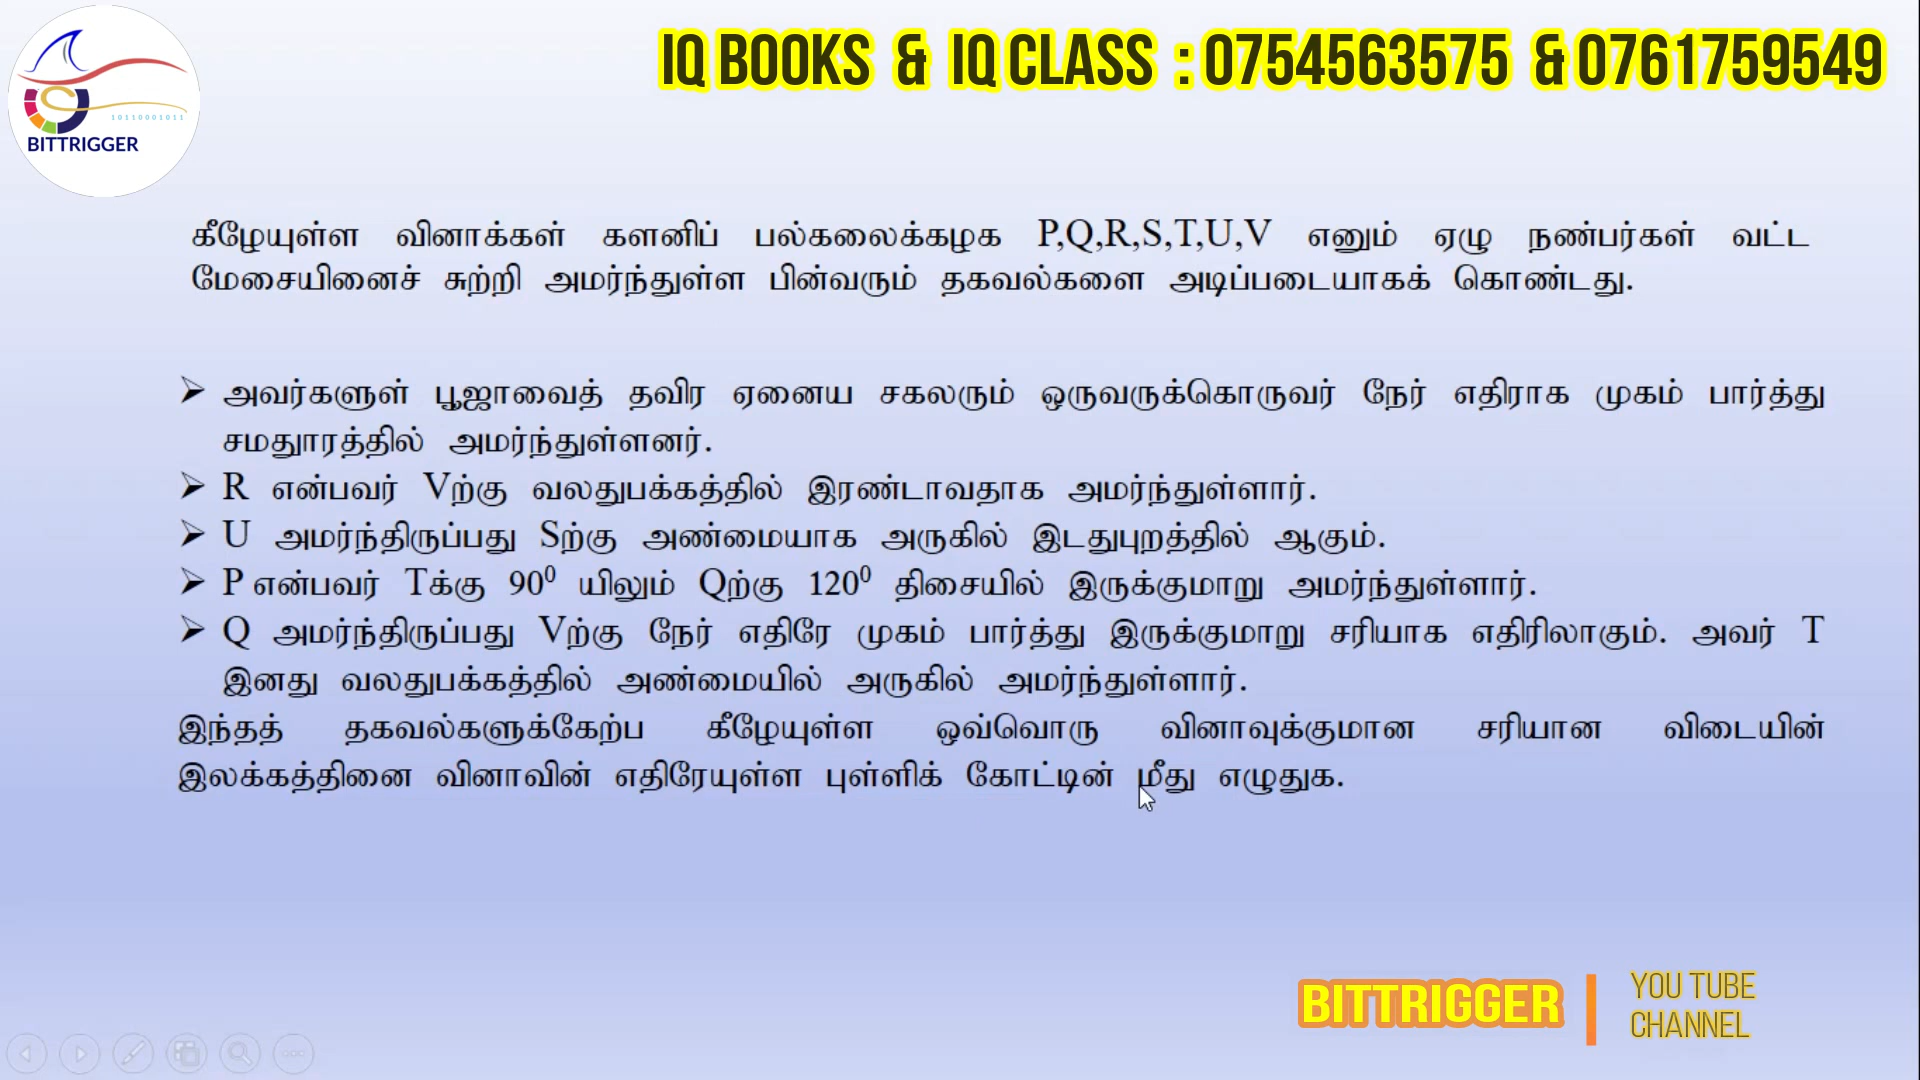 IQ BOOKS & IQ CLASS : 0754563575 & 0761759549
10110001011
BITTRIGGER
கீழேயுள்ள வினாக்கள் களனிப் பல்கலைக்கழக P,Q,R,S,T,U,V எனும் ஏழு நண்பர்கள் வட்ட
மேசையினைச் சுற்றி அமர்ந்துள்ள பின்வரும் தகவல்களை அடிப்படையாகக் கொண்டது.
➢ அவர்களுள் பூஜாவைத் தவிர ஏனைய சகலரும் ஒருவருக்கொருவர் நேர் எதிராக முகம் பார்த்து
சமதுாரத்தில் அமர்ந்துள்ளனர்.
➢ R என்பவர் Vற்கு வலதுபக்கத்தில் இரண்டாவதாக அமர்ந்துள்ளார்.
➢ U அமர்ந்திருப்பது Sற்கு அண்மையாக அருகில் இடதுபுறத்தில் ஆகும்.
➢ P என்பவர் Tக்கு 90⁰ யிலும் Qற்கு 120⁰ திசையில் இருக்குமாறு அமர்ந்துள்ளார்.
➢ Q அமர்ந்திருப்பது Vற்கு நேர் எதிரே முகம் பார்த்து இருக்குமாறு சரியாக எதிரிலாகும். அவர் T
இனது வலதுபக்கத்தில் அண்மையில் அருகில் அமர்ந்துள்ளார்.
இந்தத் தகவல்களுக்கேற்ப கீழேயுள்ள ஒவ்வொரு வினாவுக்குமான சரியான விடையின்
இலக்கத்தினை வினாவின் எதிரேயுள்ள புள்ளிக் கோட்டின் மீது எழுதுக.
BITTRIGGER
YOU TUBE
CHANNEL